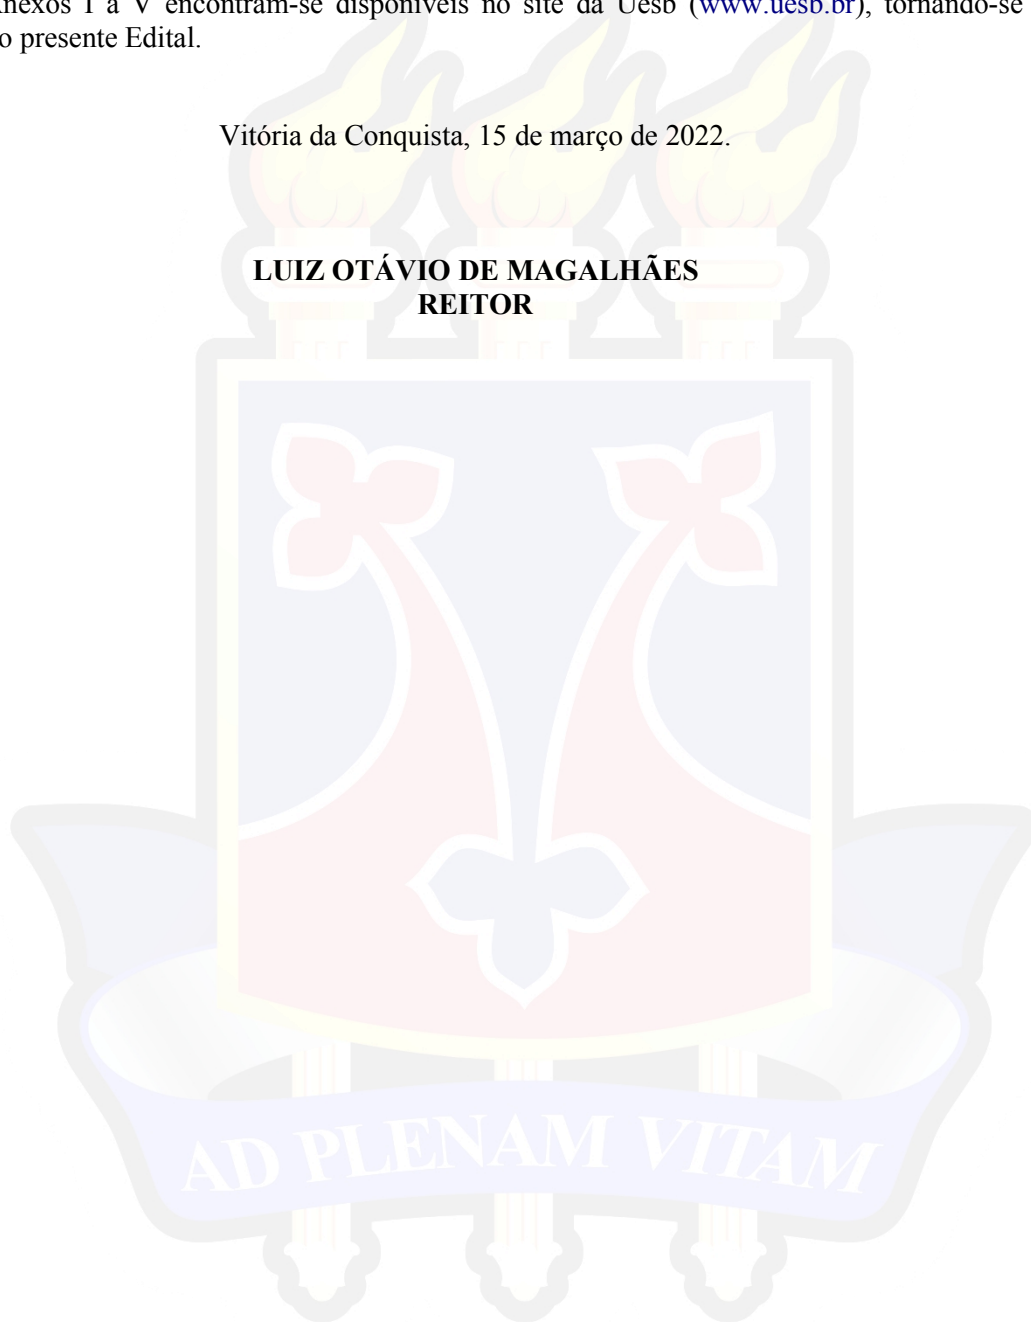 nexos I a V encontram-se disponíveis no site da Uesb (www.uesb.br), tornando-se
o presente Edital.
Vitória da Conquista, 15 de março de 2022.
LUIZ OTÁVIO DE MAGALHÃES
REITOR
AD PLENAM VITAM